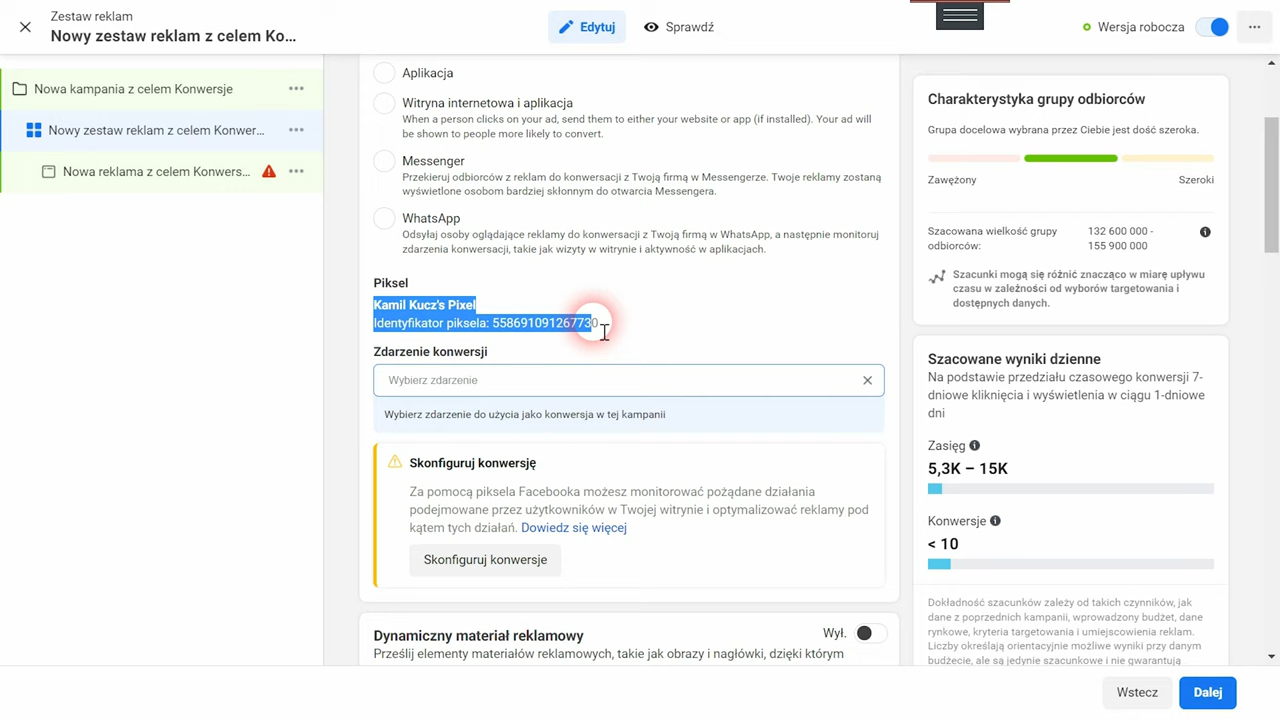 Zestaw reklam
Nowy zestaw reklam z celem Ko...
Edytuj
Sprawdź
Wersja robocza
Nowa kampania z celem Konwersje
Nowy zestaw reklam z celem Konwer...
Nowa reklama z celem Konwers...
Aplikacja
Witryna internetowa i aplikacja
When a person clicks on your ad, send them to either your website or app (if installed). Your ad will
be shown to people more likely to convert.
Messenger
Przekieruj odbiorców z reklam do konwersacji z Twoją firmą w Messengerze. Twoje reklamy zostaną
wyświetlone osobom bardziej skłonnym do otwarcia Messengera.
WhatsApp
Odsyłaj osoby oglądające reklamy do konwersacji z Twoją firmą w WhatsApp, a następnie monitoruj
zdarzenia konwersacji, takie jak wizyty w witrynie i aktywność w aplikacjach.
Piksel
Kamil Kucz's Pixel
Identyfikator piksela: 558691091267730
Zdarzenie konwersji
Wybierz zdarzenie
Wybierz zdarzenie do użycia jako konwersja w tej kampanii
Skonfiguruj konwersję
Za pomocą piksela Facebooka możesz monitorować pożądane działania
podejmowane przez użytkowników w Twojej witrynie i optymalizować reklamy pod
kątem tych działań. Dowiedz się więcej
Skonfiguruj konwersje
Dynamiczny materiał reklamowy
Wył.
Prześlij elementy materiałów reklamowych, takie jak obrazy i nagłówki, dzięki którym
Charakterystyka grupy odbiorców
Grupa docelowa wybrana przez Ciebie jest dość szeroka.
Zawężony
Szeroki
Szacowana wielkość grupy
odbiorców:
132 600 000 -
155 900 000
Szacunki mogą się różnić znacząco w miarę upływu
czasu w zależności od wyborów targetowania i
dostępnych danych.
Szacowane wyniki dzienne
Na podstawie przedziału czasowego konwersji 7-
dniowe kliknięcia i wyświetlenia w ciągu 1-dniowe
dni
Zasięg
5,3K – 15K
Konwersje
< 10
Dokładność szacunków zależy od takich czynników, jak
dane z poprzednich kampanii, wprowadzony budżet, dane
rynkowe, kryteria targetowania i umiejscowienia reklam.
Liczby określają orientacyjnie możliwe wyniki przy danym
budżecie, ale są jedynie szacunkowe i nie gwarantują
Wstecz
Dalej